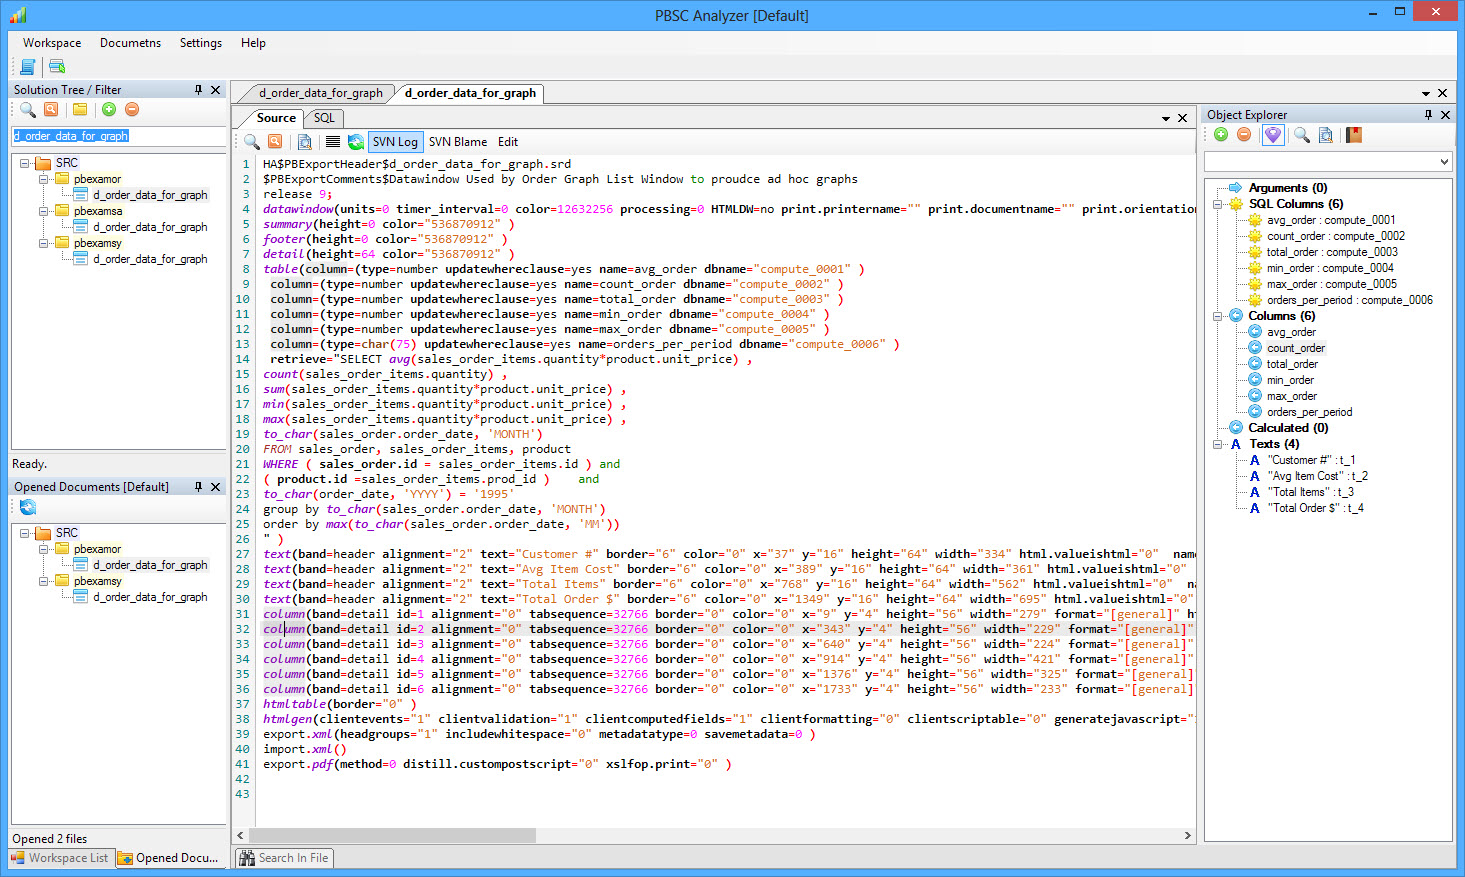 PBSC Analyzer [Default]
Workspace Documetns Settings Help
Solution Tree / Filter
d_order_data_for_graph
SRC
pbexamor
d_order_data_for_graph
pbexamsa
d_order_data_for_graph
pbexamsy
d_order_data_for_graph
Ready.
Opened Documents [Default]
SRC
pbexamor
d_order_data_for_graph
pbexamsy
d_order_data_for_graph
Opened 2 files
Workspace List Opened Docu...
d_order_data_for_graph d_order_data_for_graph
Source SQL
SVN Log SVN Blame Edit
1 HA$PBExportHeader$d_order_data_for_graph.srd
2 $PBExportComments$Datawindow Used by Order Graph List Window to proudce ad hoc graphs
3 release 9;
4 datawindow(units=0 timer_interval=0 color=12632256 processing=0 HTMLDW=no print.printername="" print.documentname="" print.orientation
5 summary(height=0 color="536870912" )
6 footer(height=0 color="536870912" )
7 detail(height=64 color="536870912" )
8 table(column=(type=number updatewhereclause=yes name=avg_order dbname="compute_0001" )
9 column=(type=number updatewhereclause=yes name=count_order dbname="compute_0002" )
10 column=(type=number updatewhereclause=yes name=total_order dbname="compute_0003" )
11 column=(type=number updatewhereclause=yes name=min_order dbname="compute_0004" )
12 column=(type=number updatewhereclause=yes name=max_order dbname="compute_0005" )
13 column=(type=char(75) updatewhereclause=yes name=orders_per_period dbname="compute_0006" )
14 retrieve="SELECT avg(sales_order_items.quantity*product.unit_price) ,
15 count(sales_order_items.quantity) ,
16 sum(sales_order_items.quantity*product.unit_price) ,
17 min(sales_order_items.quantity*product.unit_price) ,
18 max(sales_order_items.quantity*product.unit_price) ,
19 to_char(sales_order.order_date, 'MONTH')
20 FROM sales_order, sales_order_items, product
21 WHERE ( sales_order.id = sales_order_items.id ) and
22 ( product.id =sales_order_items.prod_id ) and
23 to_char(order_date, 'YYYY') = '1995'
24 group by to_char(sales_order.order_date, 'MONTH')
25 order by max(to_char(sales_order.order_date, 'MM'))
26 " )
27 text(band=header alignment="2" text="Customer #" border="6" color="0" x="37" y="16" height="64" width="334" html.valueishtml="0" name
28 text(band=header alignment="2" text="Avg Item Cost" border="6" color="0" x="389" y="16" height="64" width="361" html.valueishtml="0"
29 text(band=header alignment="2" text="Total Items" border="6" color="0" x="768" y="16" height="64" width="562" html.valueishtml="0" na
30 text(band=header alignment="2" text="Total Order $" border="6" color="0" x="1349" y="16" height="64" width="695" html.valueishtml="0"
31 column(band=detail id=1 alignment="0" tabsequence=32766 border="0" color="0" x="9" y="4" height="56" width="279" format="[general]" ht
32 column(band=detail id=2 alignment="0" tabsequence=32766 border="0" color="0" x="343" y="4" height="56" width="229" format="[general]"
33 column(band=detail id=3 alignment="0" tabsequence=32766 border="0" color="0" x="640" y="4" height="56" width="224" format="[general]"
34 column(band=detail id=4 alignment="0" tabsequence=32766 border="0" color="0" x="914" y="4" height="56" width="421" format="[general]"
35 column(band=detail id=5 alignment="0" tabsequence=32766 border="0" color="0" x="1376" y="4" height="56" width="325" format="[general]
36 column(band=detail id=6 alignment="0" tabsequence=32766 border="0" color="0" x="1733" y="4" height="56" width="233" format="[general]
37 htmltable(border="0" )
38 htmlgen(clientevents="1" clientvalidation="1" clientcomputedfields="1" clientformatting="0" clientscriptable="0" generatejavascript="
39 export.xml(headgroups="1" includewhitespace="0" metadatatype=0 savemetadata=0 )
40 import.xml()
41 export.pdf(method=0 distill.custompostscript="0" xslfop.print="0" )
42
43
Search In File
Object Explorer
Arguments (0)
SQL Columns (6)
avg_order : compute_0001
count_order : compute_0002
total_order : compute_0003
min_order : compute_0004
max_order : compute_0005
orders_per_period : compute_0006
Columns (6)
avg_order
count_order
total_order
min_order
max_order
orders_per_period
Calculated (0)
Texts (4)
"Customer #" : t_1
"Avg Item Cost" : t_2
"Total Items" : t_3
"Total Order $" : t_4